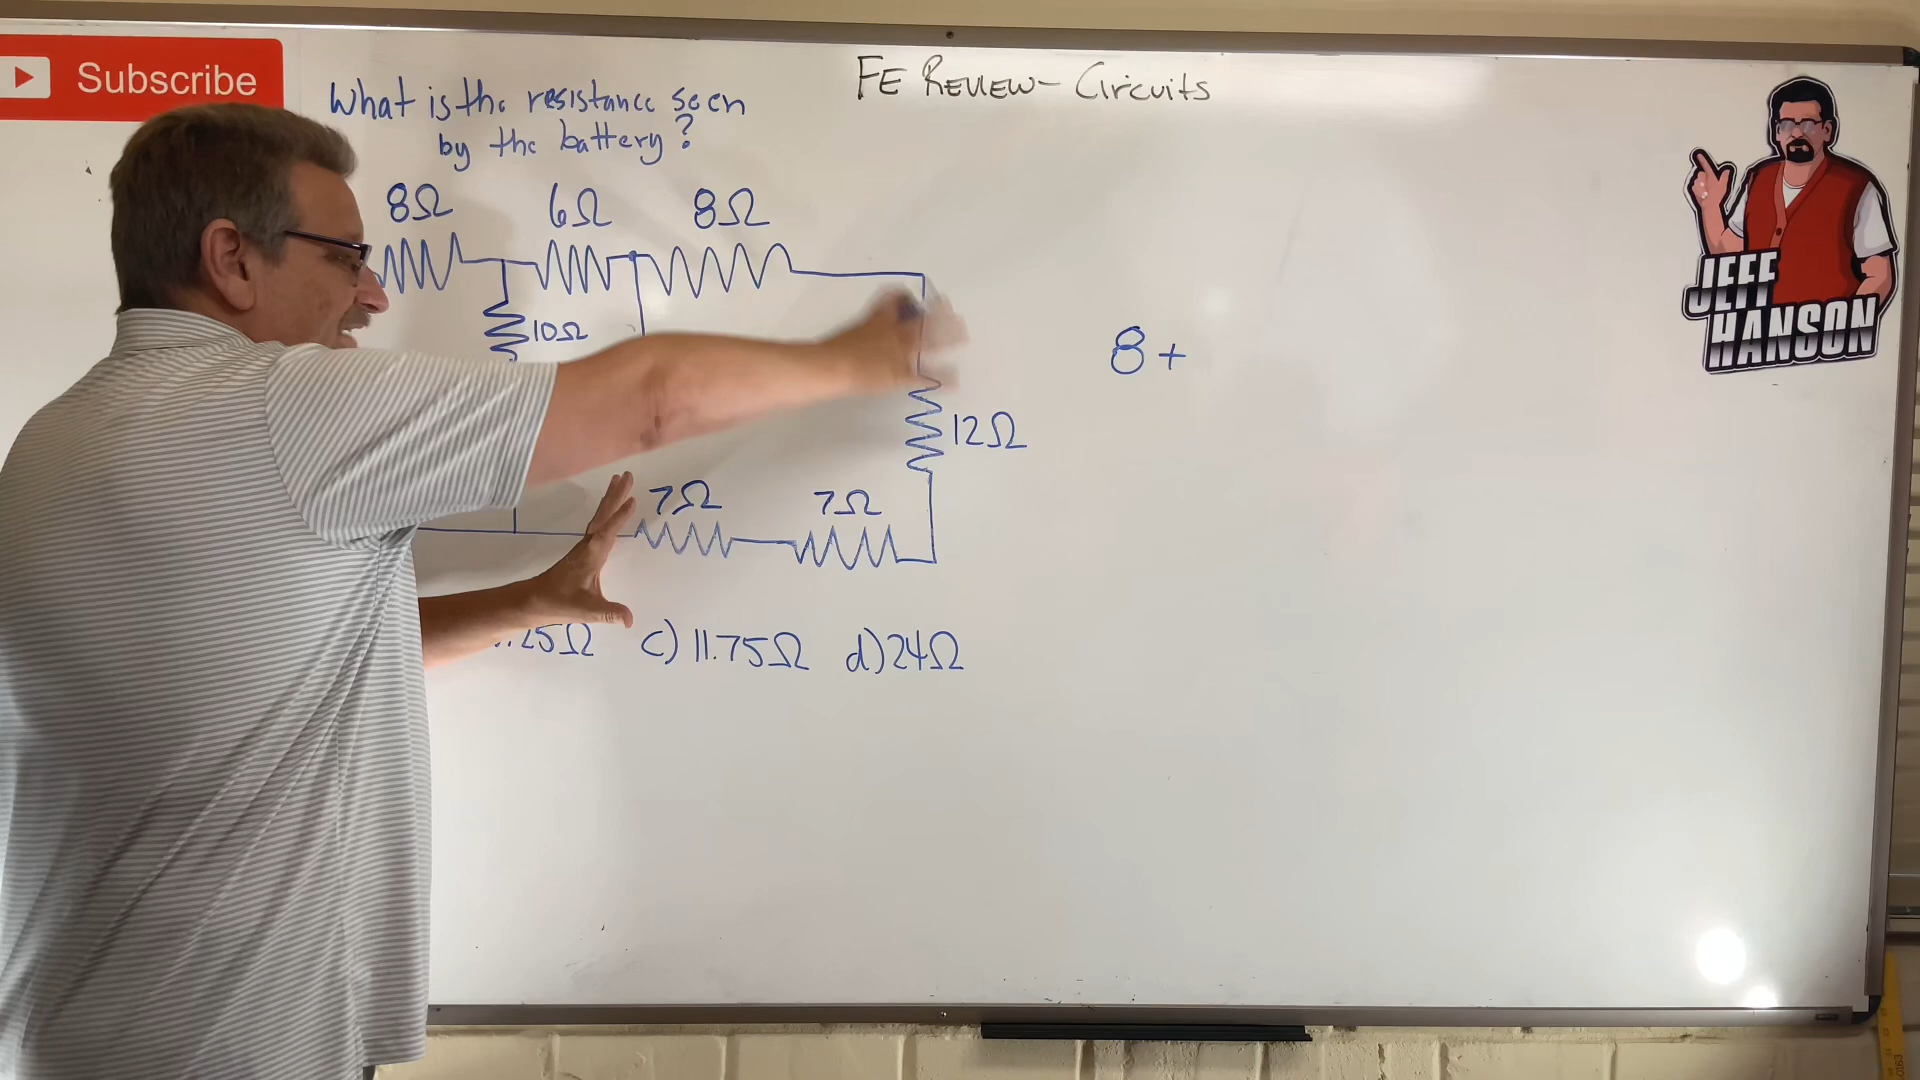 Subscribe
What is the resistance seen
by the battery?
FE REVIEW- Circuits
8Ω
6Ω
8Ω
10Ω
8+
12Ω
7Ω
7Ω
.25Ω c) 11.75Ω d) 24Ω
JEFF
HANSON